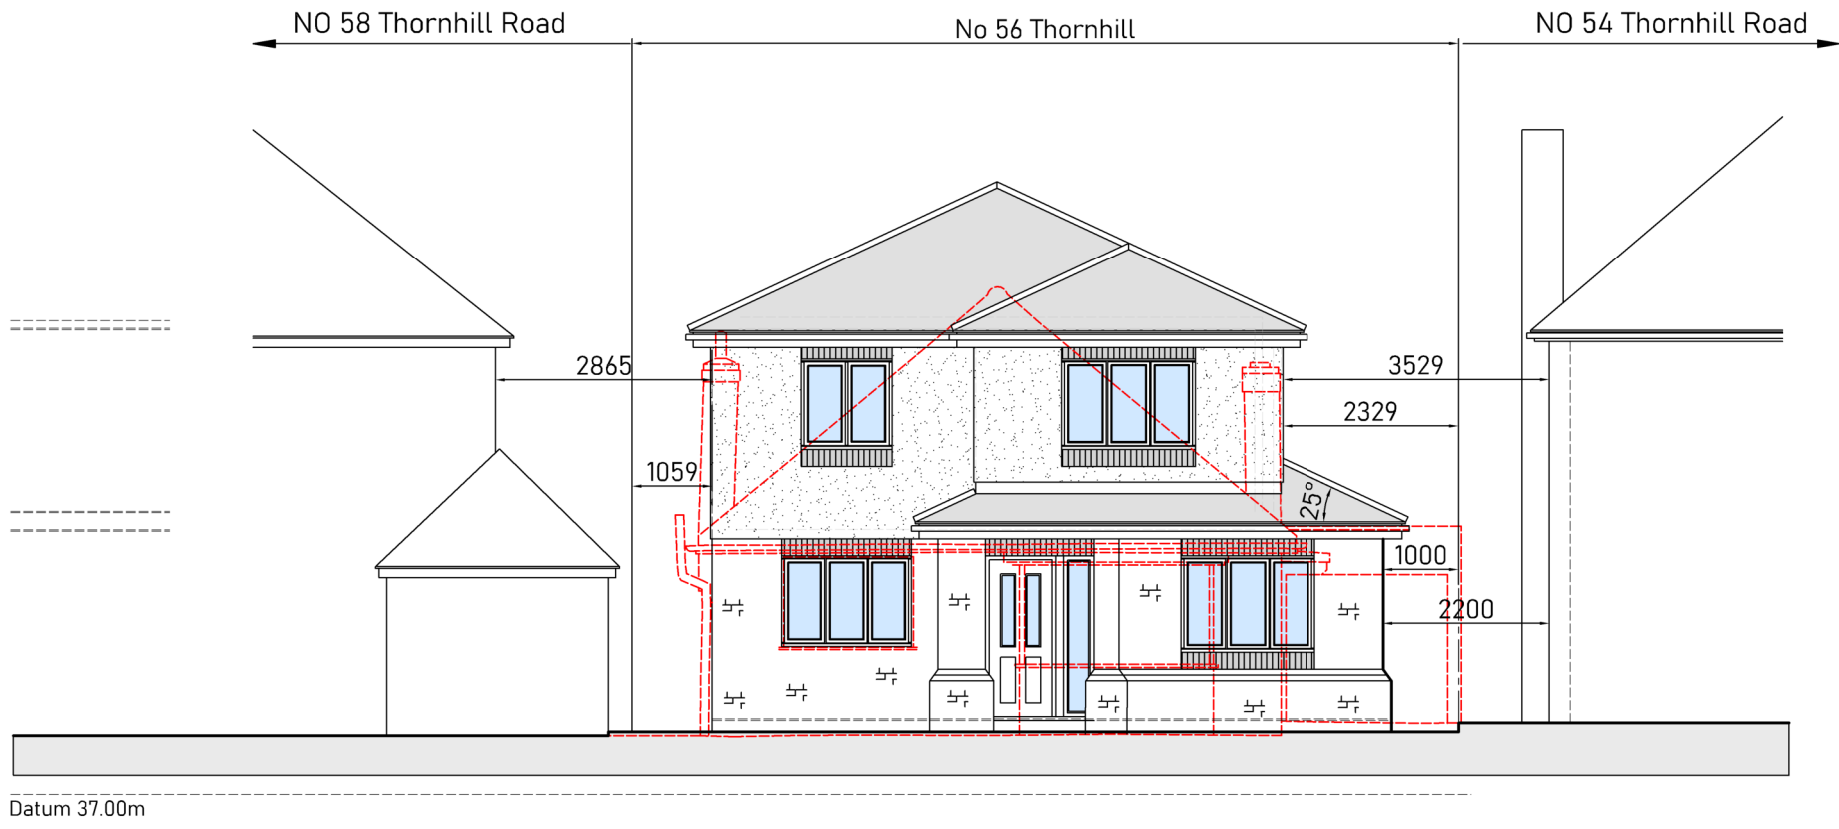 NO 58 Thornhill Road
No 56 Thornhill
NO 54 Thornhill Road
2865
3529
2329
1059
25°
1000
2200
Datum 37.00m